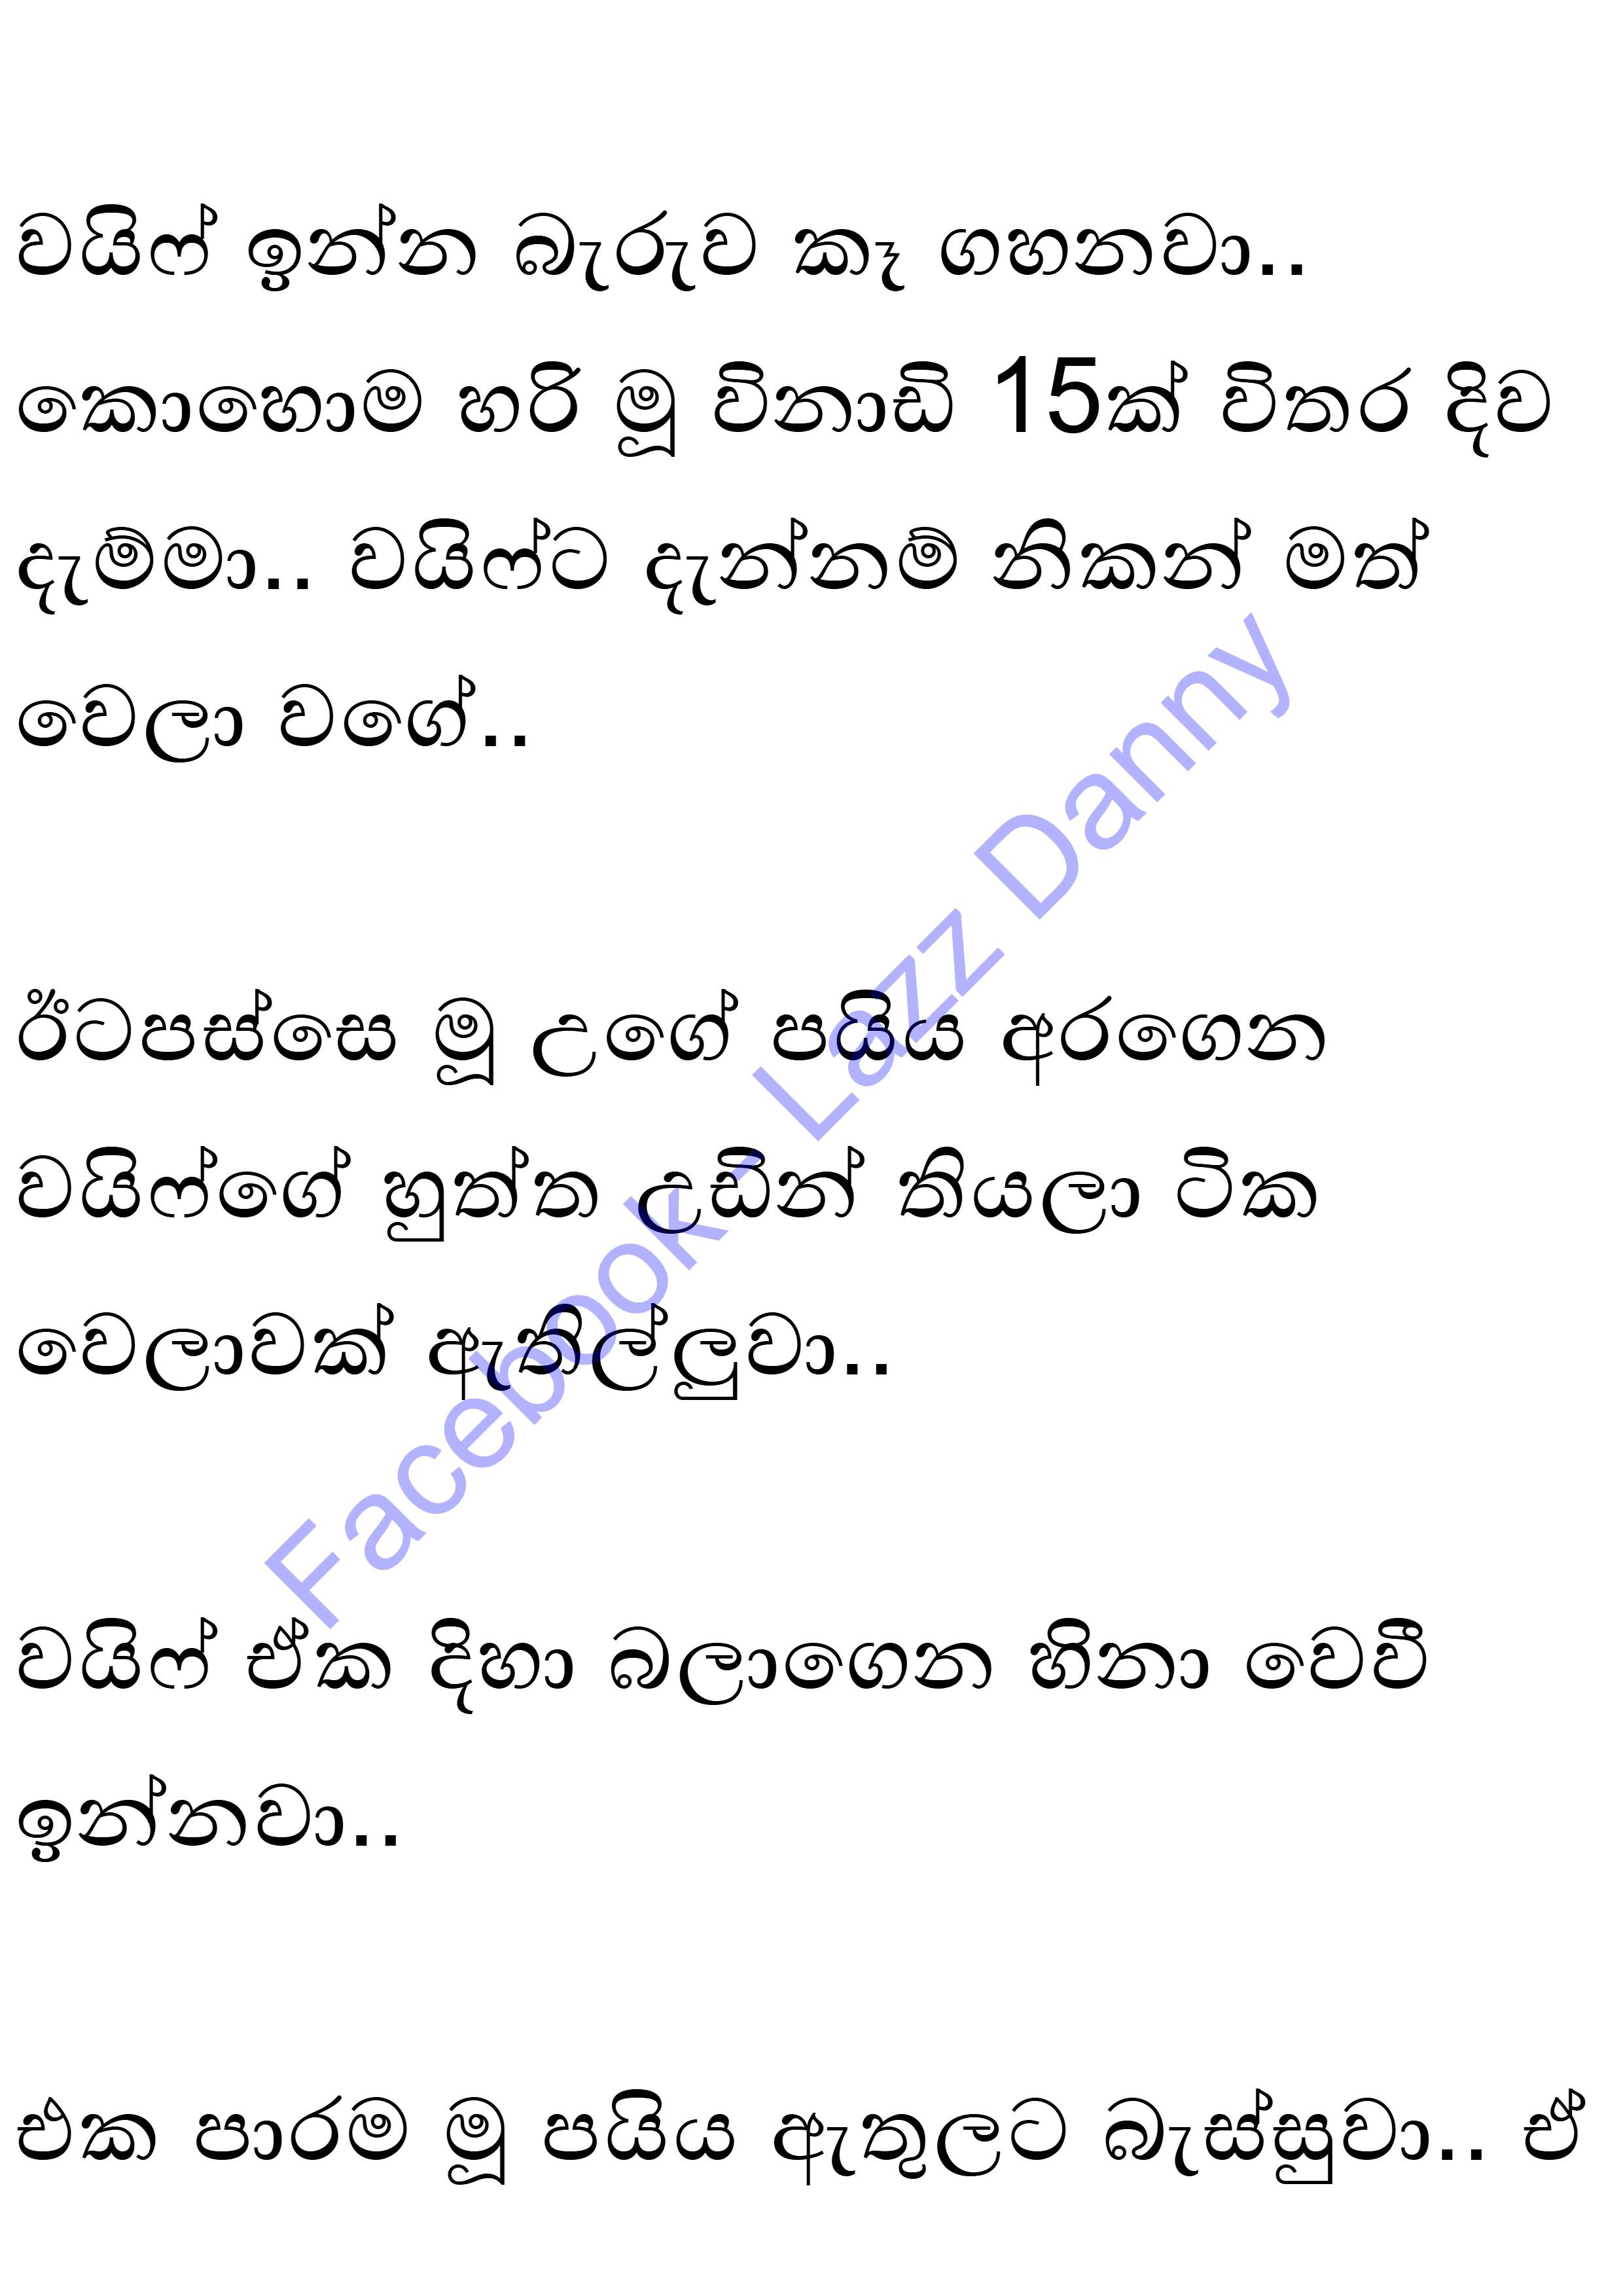 වයිෆ් ඉන්න බැරුව කෑ ගහනවා..
කොහොම හරි මූ විනාඩි 15ක් විතර දිව
දැම්මා.. වයිෆ්ට දැන්නම් නිකන් මත්
වෙලා වගේ..
ඊටපස්සෙ මූ උගේ පයිය අරගෙන
වයිෆ්ගේ හුත්ත උඩින් තියලා ටික
වෙලාවක් ඇතිල්ලුවා..
වයිෆ් ඒක දිහා බලාගෙන හිනා වෙවී
ඉන්නවා..
එක පාරම මූ පයිය ඇතුලට බැස්සුවා.. ඒ
Facebook - Lazz Danny